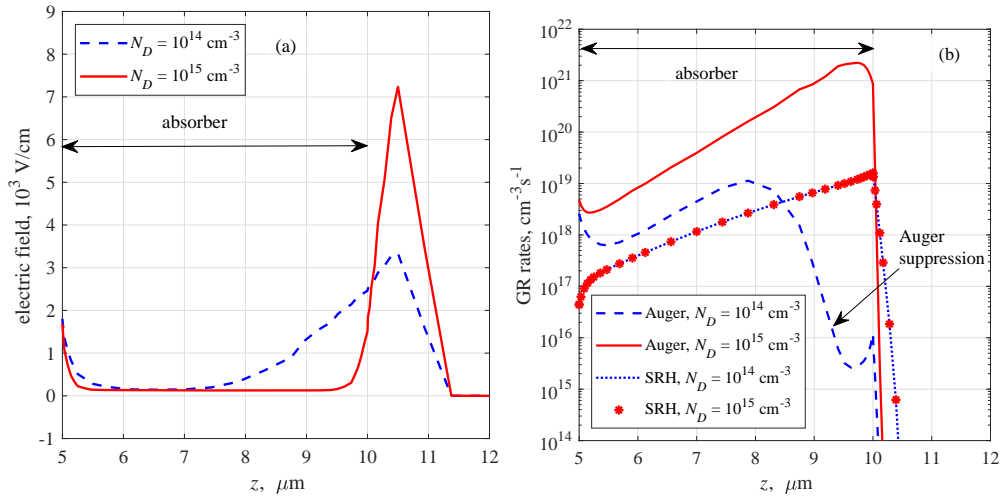 (a)
N_D = 10^14 cm^-3
N_D = 10^15 cm^-3
absorber
electric field, 10^3 V/cm
9
8
7
6
5
4
3
2
1
0
-1
5 6 7 8 9 10 11 12
z, μm
(b)
absorber
Auger
suppression
GR rates, cm^-3s^-1
10^22
10^21
10^20
10^19
10^18
10^17
10^16
10^15
10^14
Auger, N_D = 10^14 cm^-3
Auger, N_D = 10^15 cm^-3
SRH, N_D = 10^14 cm^-3
SRH, N_D = 10^15 cm^-3
5 6 7 8 9 10 11 12
z, μm